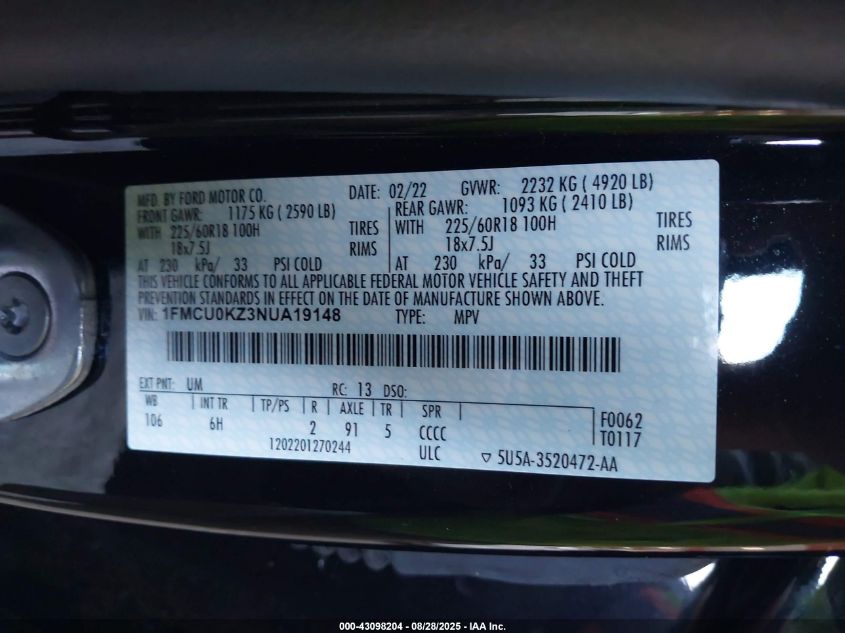 MFD. BY FORD MOTOR CO. DATE: 02/22 GVWR: 2232 KG ( 4920 LB)
FRONT GAWR: 1175 KG ( 2590 LB) REAR GAWR: 1093 KG ( 2410 LB)
WITH 225/60R18 100H TIRES WITH 225/60R18 100H TIRES
18x7.5J RIMS 18x7.5J RIMS
AT 230 kPa/ 33 PSI COLD AT 230 kPa/ 33 PSI COLD
THIS VEHICLE CONFORMS TO ALL APPLICABLE FEDERAL MOTOR VEHICLE SAFETY AND THEFT
PREVENTION STANDARDS IN EFFECT ON THE DATE OF MANUFACTURE SHOWN ABOVE.
VIN: 1FMCU0KZ3NUA19148 TYPE: MPV
EXT PNT: UM RC: 13 DSO:
WB INT TR TP/PS R AXLE TR SPR F0062
106 6H 2 91 5 CCCC T0117
1202201270244 ULC ▽ 5U5A-3520472-AA
000-43098204 - 08/28/2025 - IAA Inc.